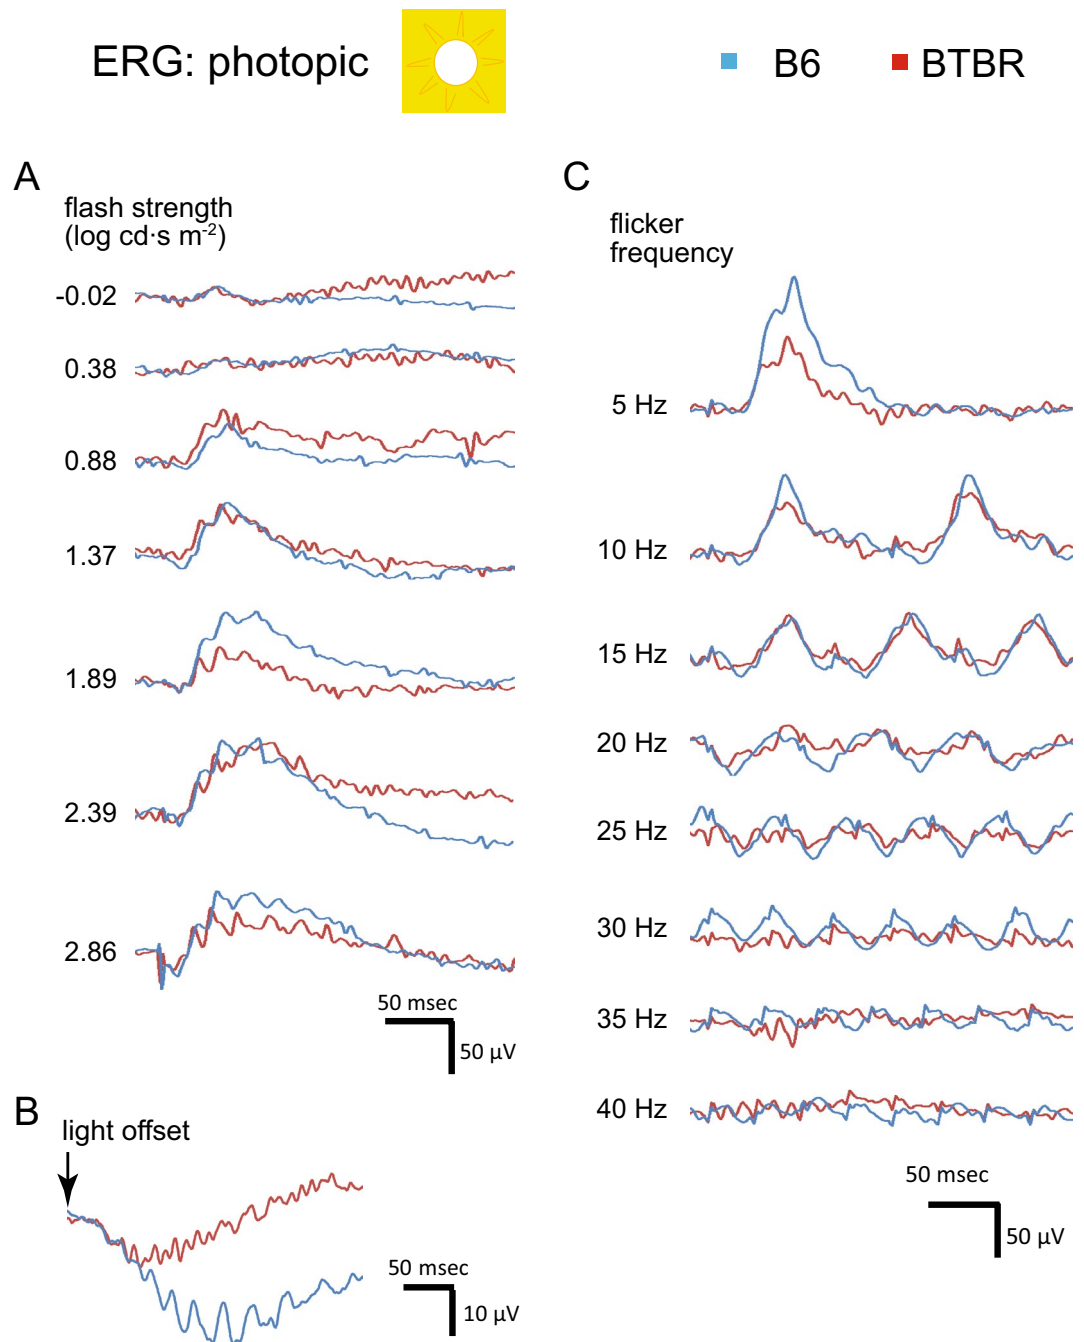 ERG: photopic
B6
BTBR
A
flash strength
(log cd·s m-2)
-0.02
0.38
0.88
1.37
1.89
2.39
2.86
50 msec
50 µV
B
light offset
50 msec
10 µV
C
flicker
frequency
5 Hz
10 Hz
15 Hz
20 Hz
25 Hz
30 Hz
35 Hz
40 Hz
50 msec
50 µV